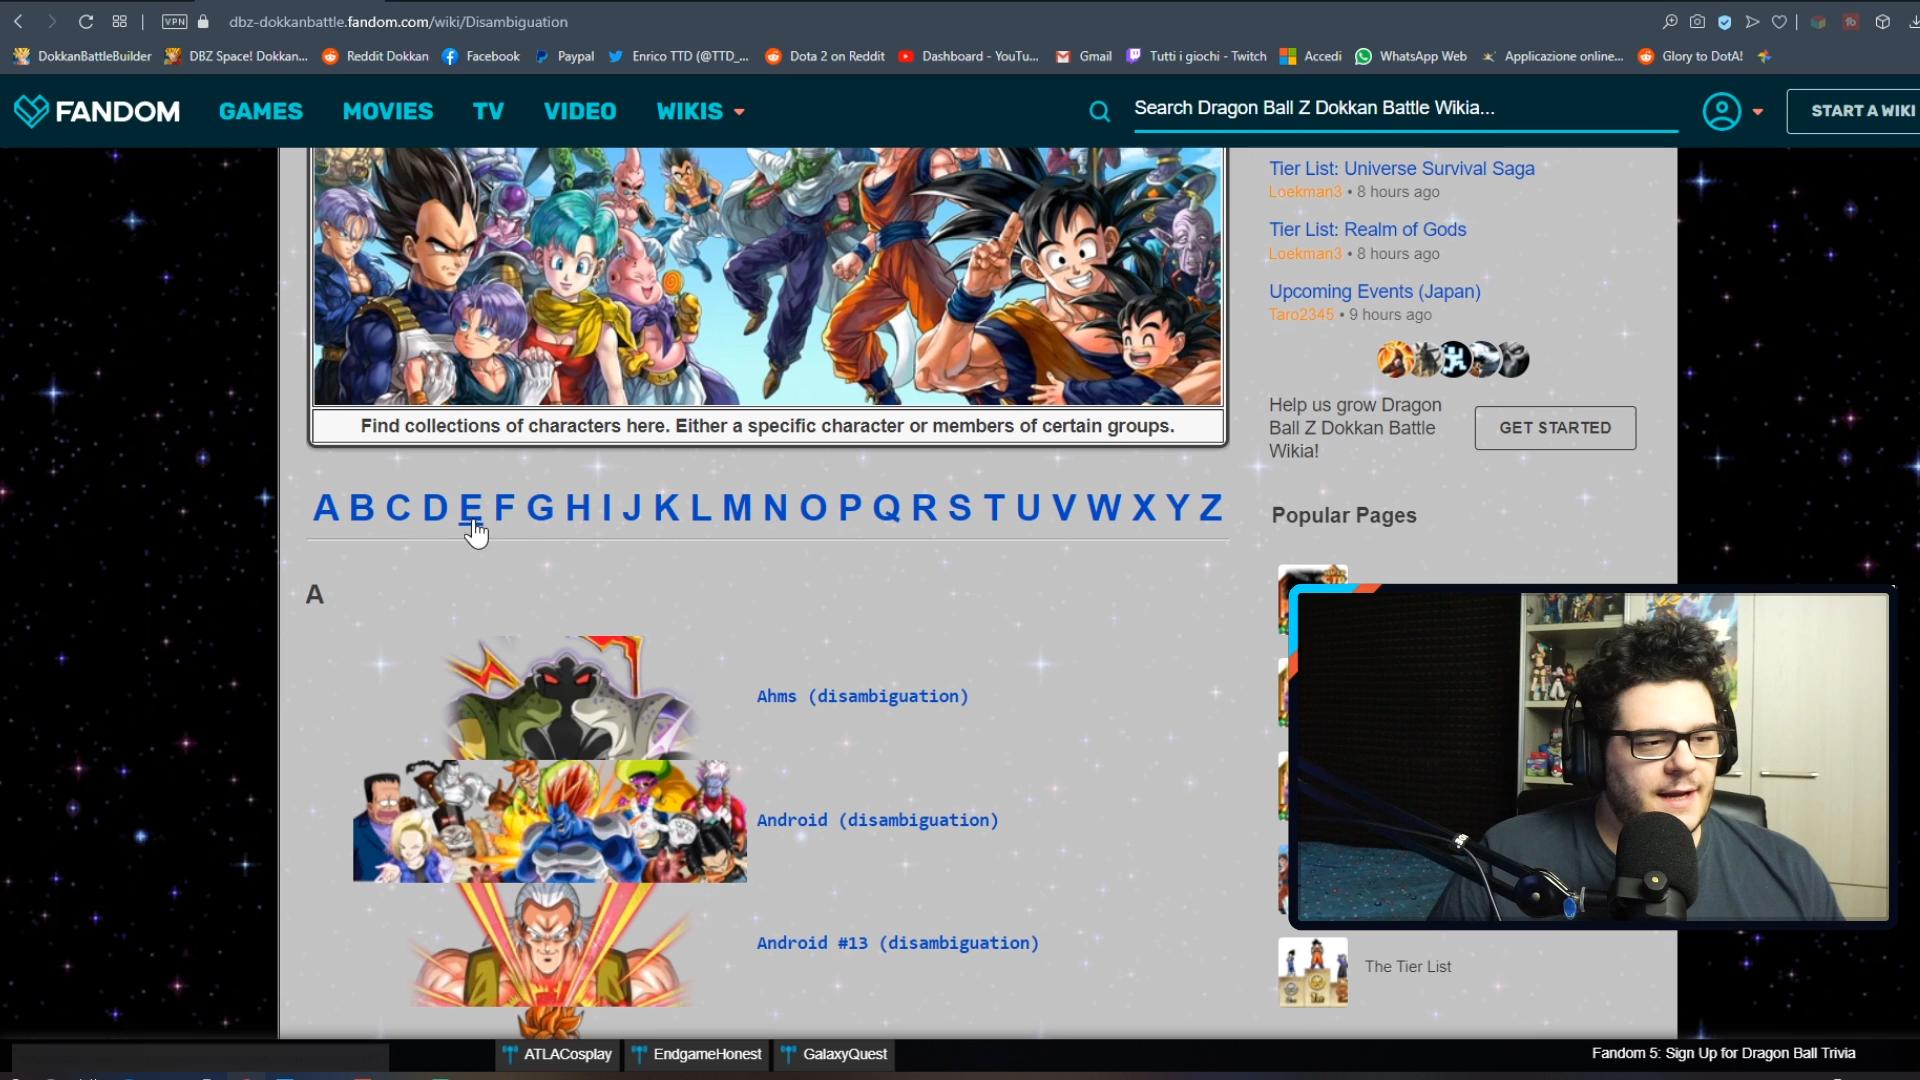 VPN dbz-dokkanbattle.fandom.com/wiki/Disambiguation
DokkanBattleBuilder DBZ Space! Dokkan... Reddit Dokkan Facebook Paypal Enrico TTD (@TTD_... Dota 2 on Reddit Dashboard - YouTu... Gmail Tutti i giochi - Twitch Accedi WhatsApp Web Applicazione online... Glory to DotA!
FANDOM GAMES MOVIES TV VIDEO WIKIS Search Dragon Ball Z Dokkan Battle Wikia... START A WIKI
Tier List: Universe Survival Saga
Loekman3 • 8 hours ago
Tier List: Realm of Gods
Loekman3 • 8 hours ago
Upcoming Events (Japan)
Taro2345 • 9 hours ago
Help us grow Dragon
Ball Z Dokkan Battle
Wikia!
GET STARTED
Find collections of characters here. Either a specific character or members of certain groups.
A B C D E F G H I J K L M N O P Q R S T U V W X Y Z
Popular Pages
A
Ahms (disambiguation)
Android (disambiguation)
Android #13 (disambiguation)
The Tier List
ATLACosplay EndgameHonest GalaxyQuest
Fandom 5: Sign Up for Dragon Ball Trivia